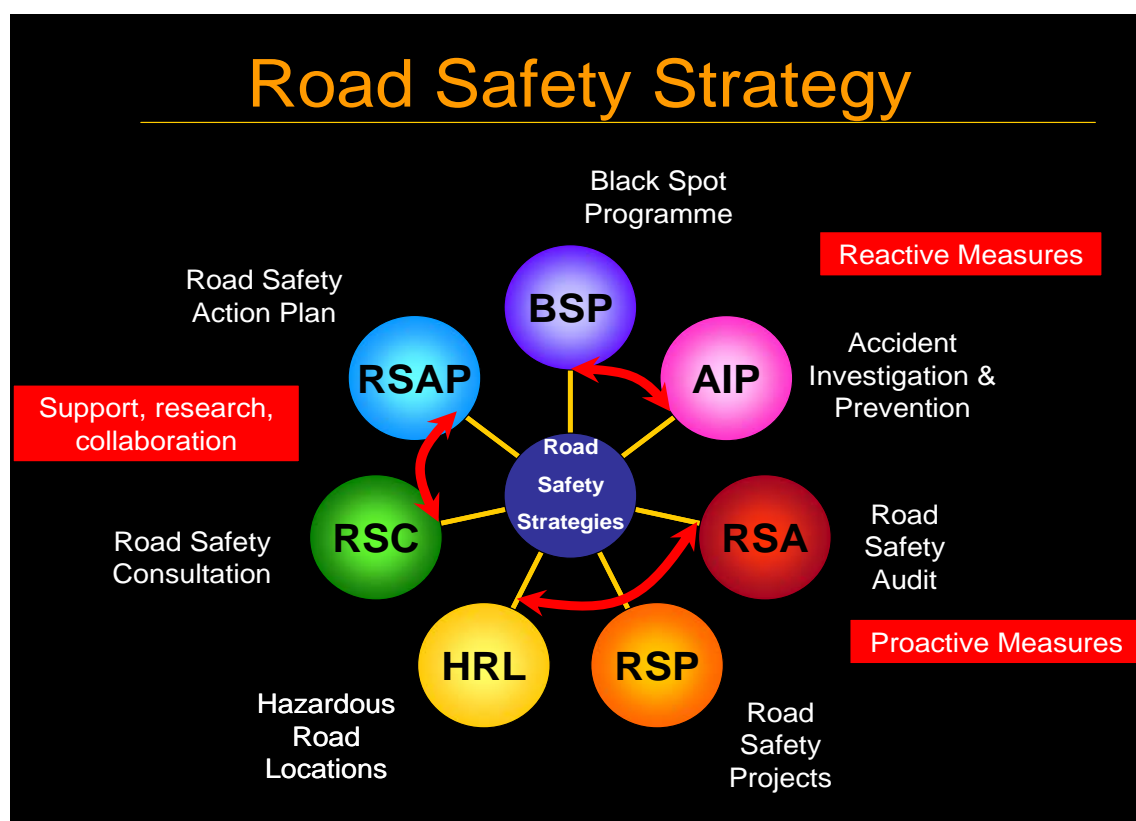 Road Safety Strategy
Black Spot
Programme
Reactive Measures
Road Safety
Action Plan
BSP
RSAP
AIP
Accident
Investigation &
Prevention
Support, research,
collaboration
Road
Safety
Strategies
RSC
Road Safety
Consultation
RSA
Road
Safety
Audit
Proactive Measures
HRL
RSP
Hazardous
Road
Locations
Road
Safety
Projects